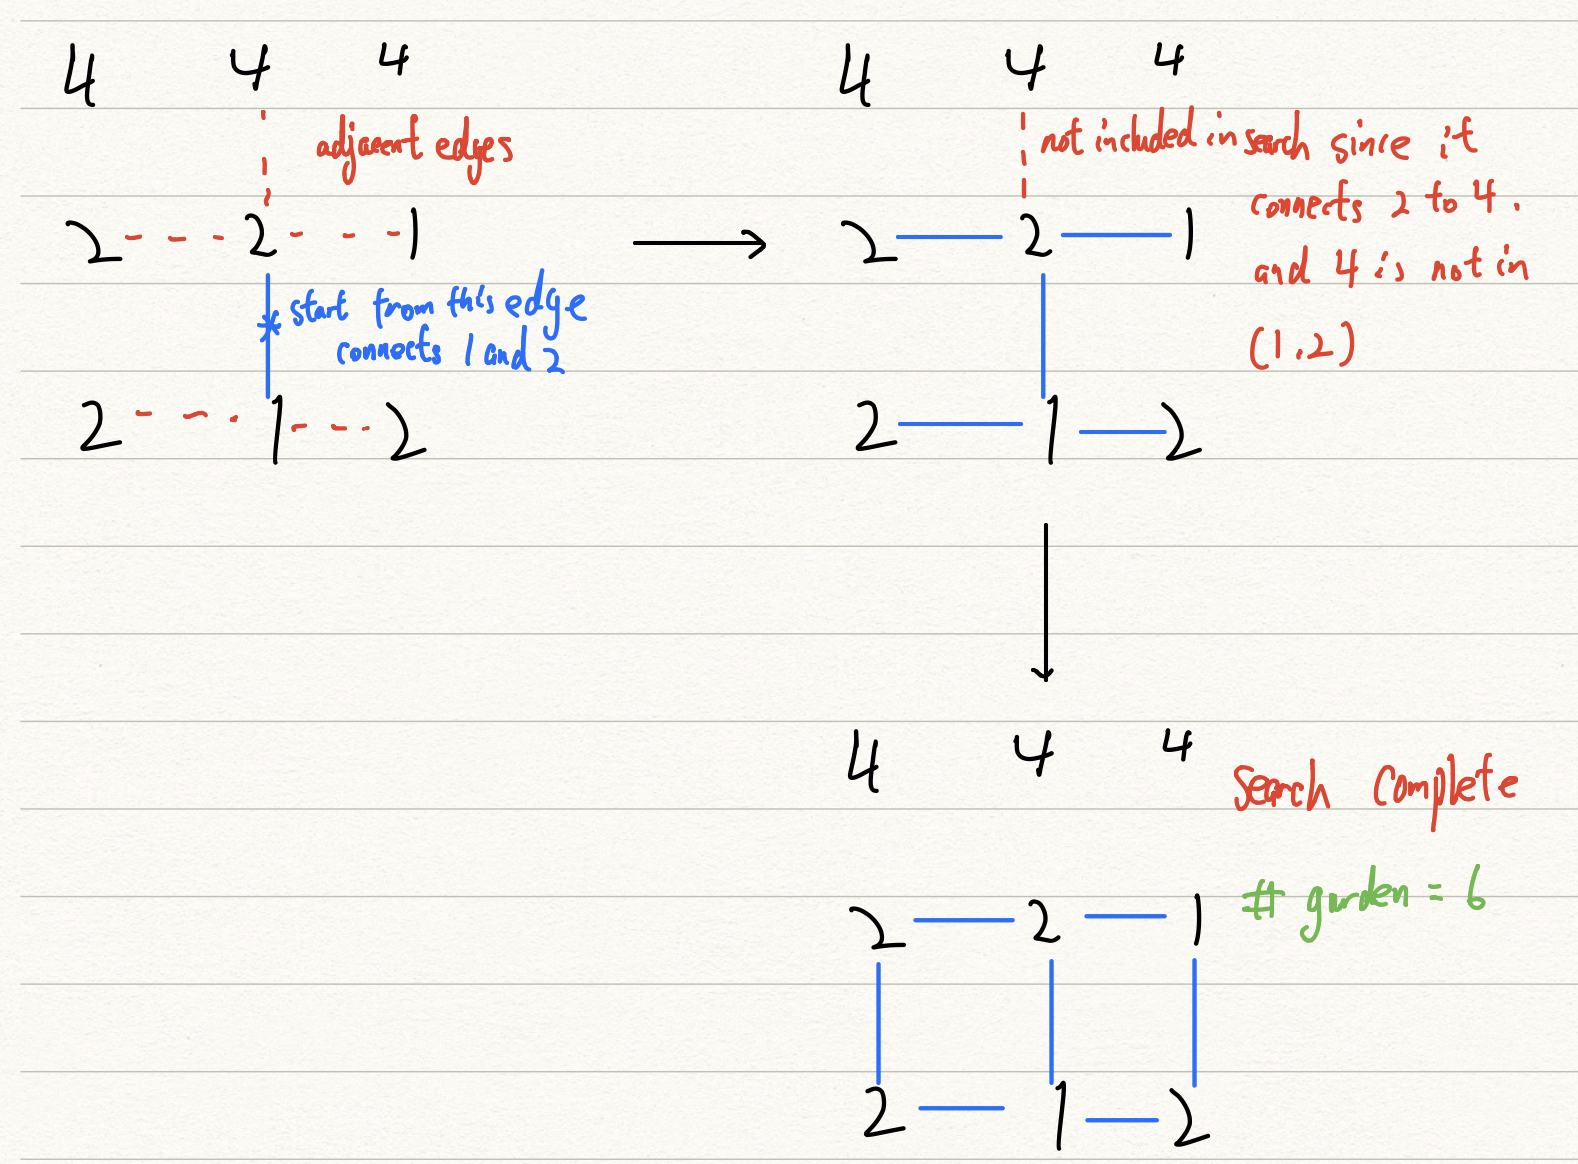 4 4 4
adjacent edges
2 2 1
start from this edge
connects 1 and 2
2 1 2
4 4 4
not included in search since it
connects 2 to 4.
and 4 is not in
(1,2)
2 2 1
2 1 2
4 4 4
Search Complete
# garden = 6
2 2 1
2 1 2